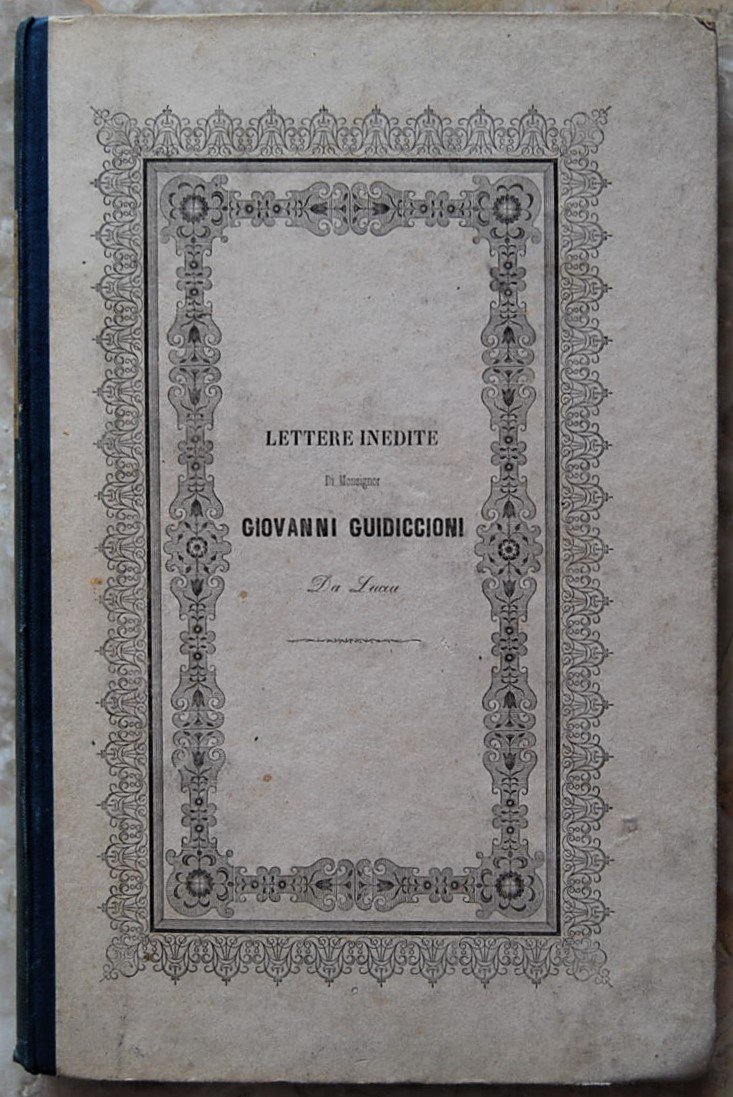 LETTERE INEDITE
Di Monsignor
GIOVANNI GUIDICCIONI
Da Lucca